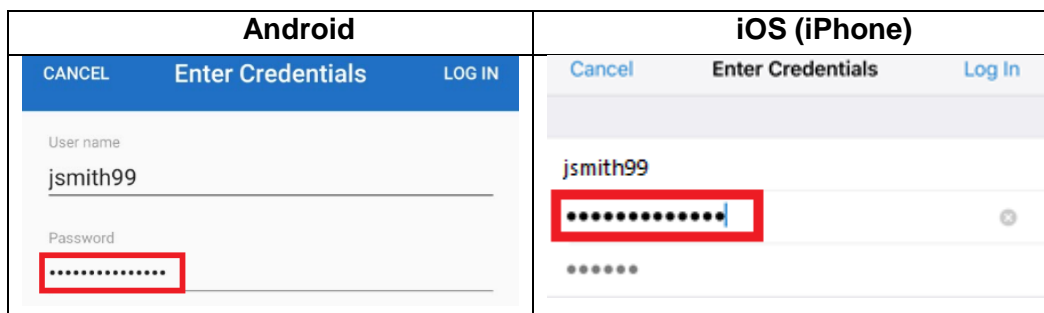 Android
iOS (iPhone)
CANCEL Enter Credentials LOG IN
User name
jsmith99
Password
•••••••••••••••
Cancel Enter Credentials Log In
jsmith99
•••••••••••••
••••••